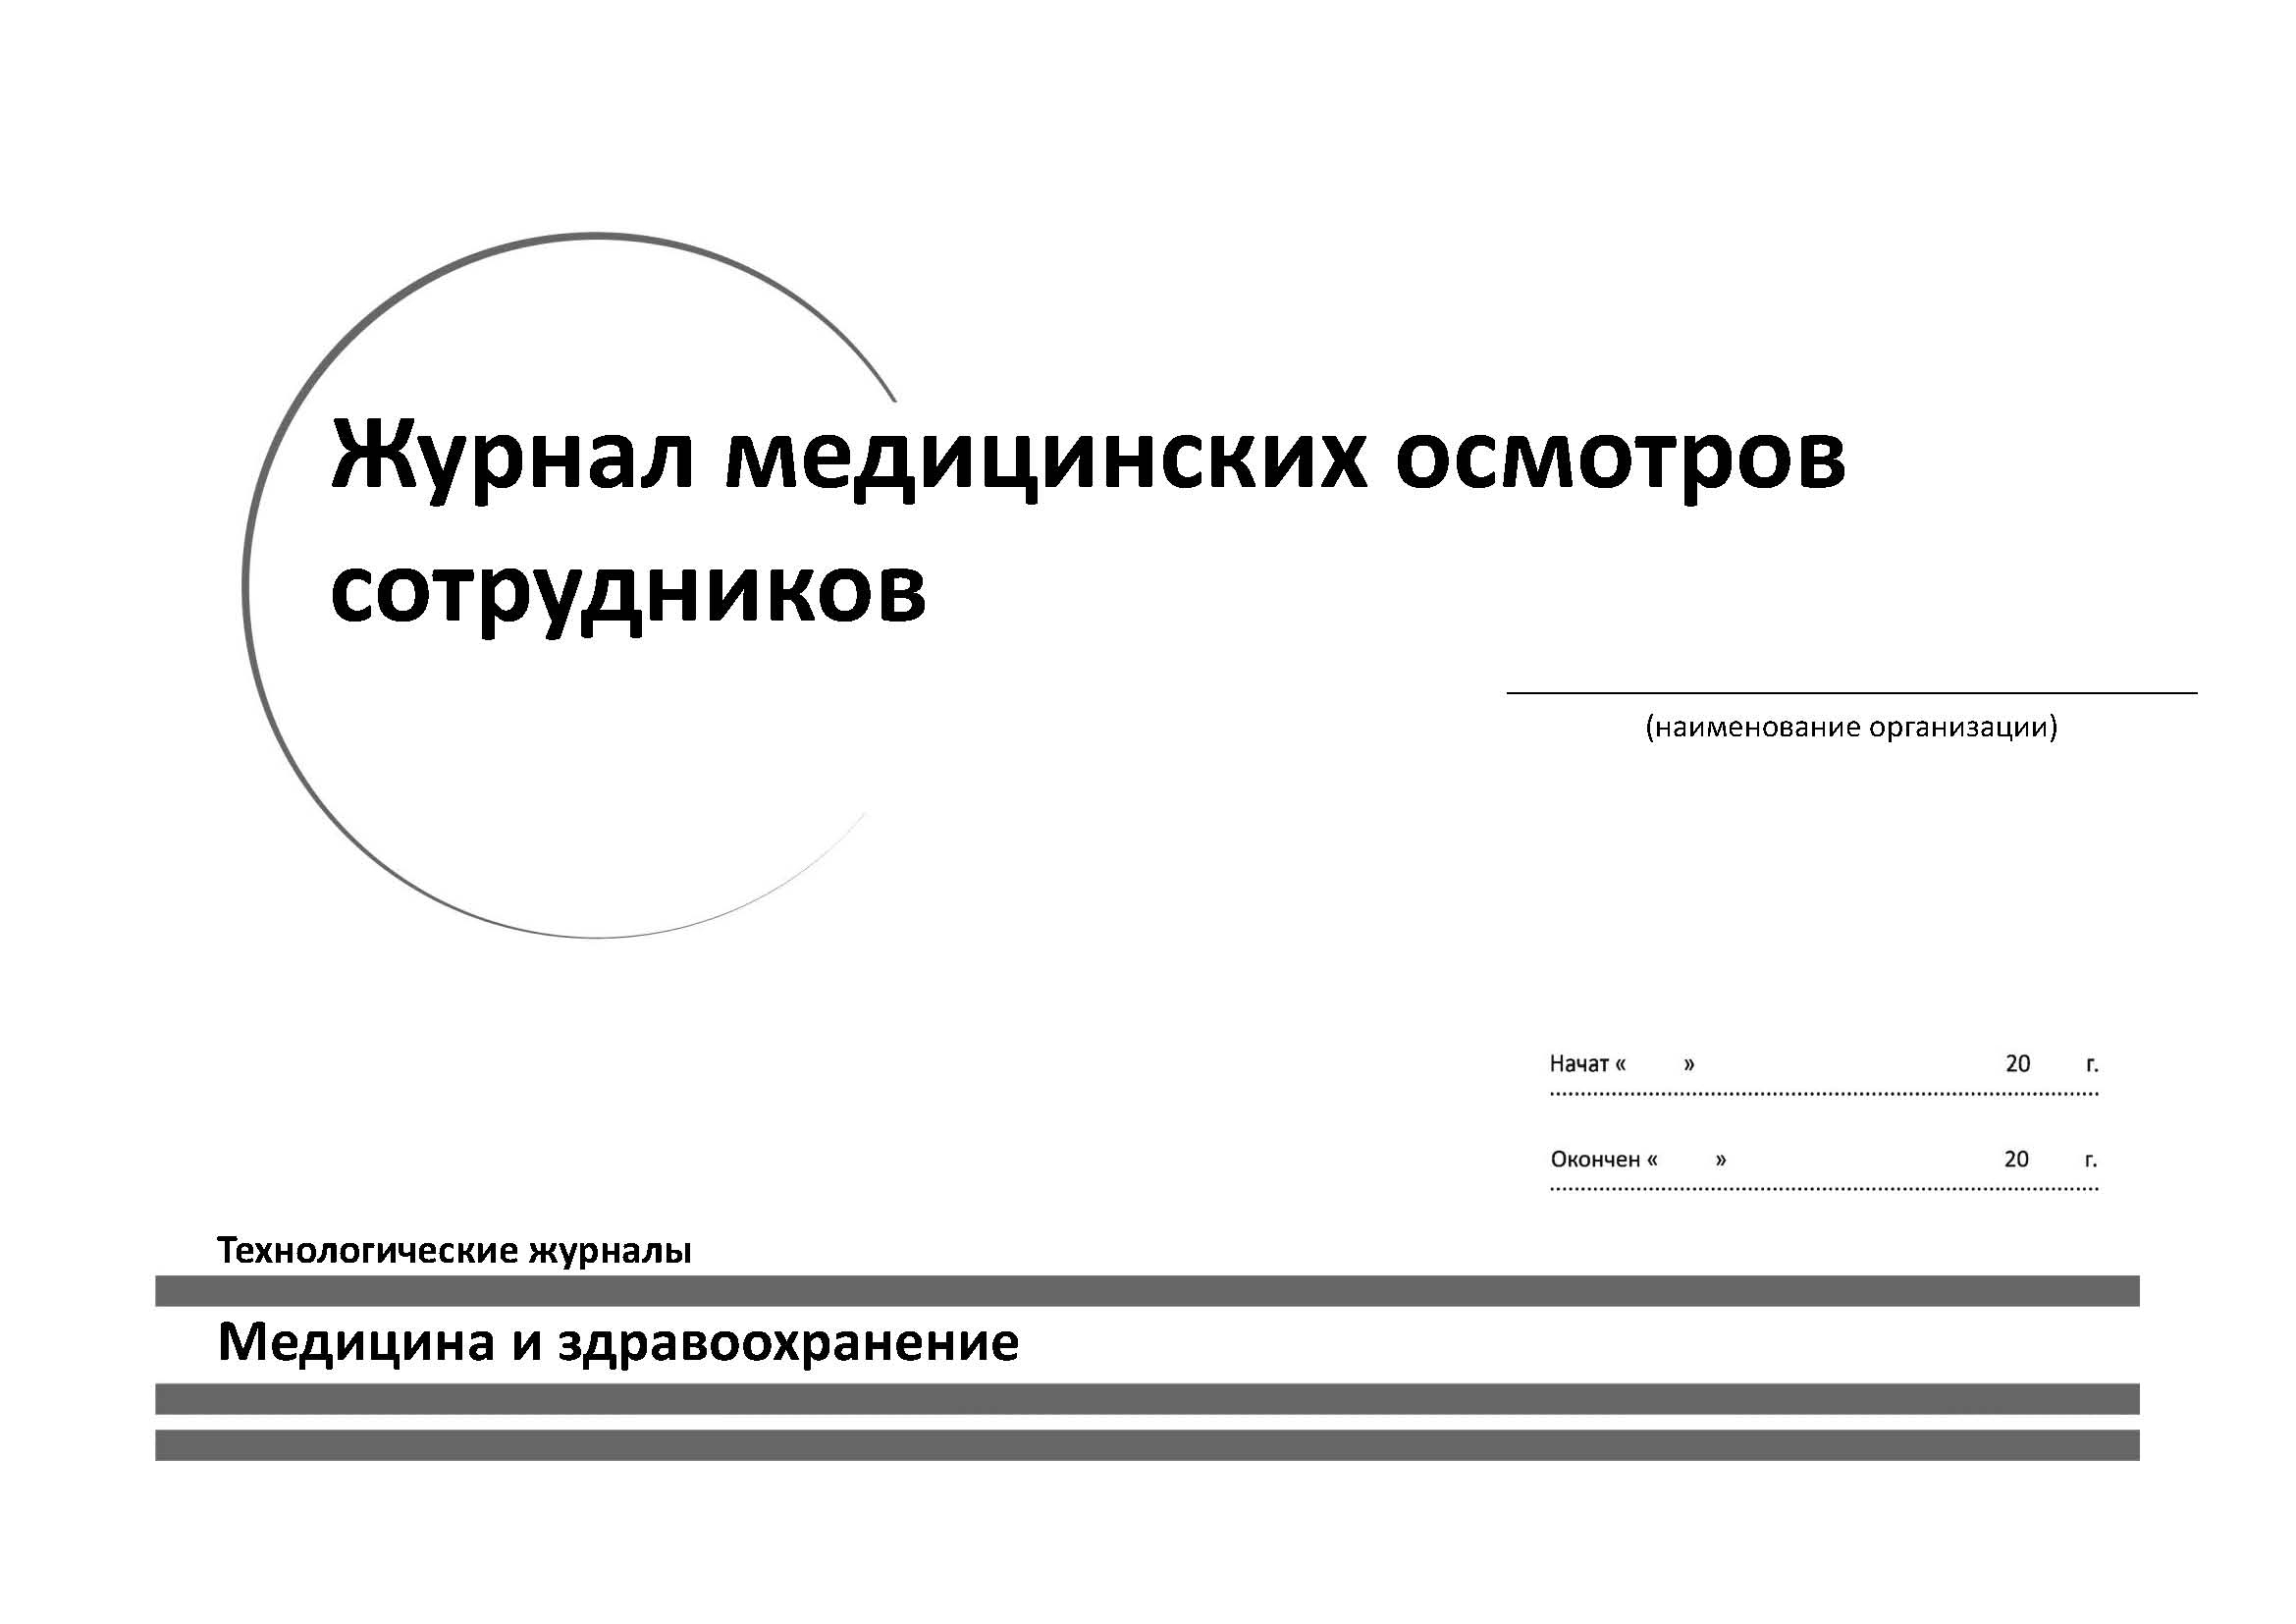 Журнал медицинских осмотров
сотрудников
(наименование организации)
Начат « » 20 г.
Окончен « » 20 г.
Технологические журналы
Медицина и здравоохранение